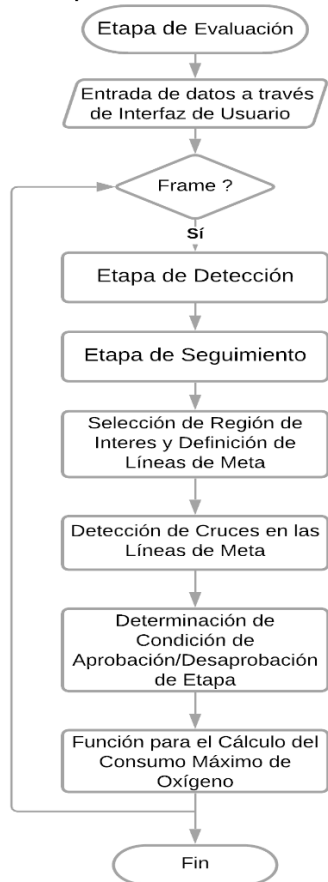 Etapa de Evaluación
Entrada de datos a través
de Interfaz de Usuario
Frame ?
Sí
Etapa de Detección
Etapa de Seguimiento
Selección de Región de
Interes y Definición de
Líneas de Meta
Detección de Cruces en las
Líneas de Meta
Determinación de
Condición de
Aprobación/Desaprobación
de Etapa
Función para el Cálculo del
Consumo Máximo de
Oxígeno
Fin